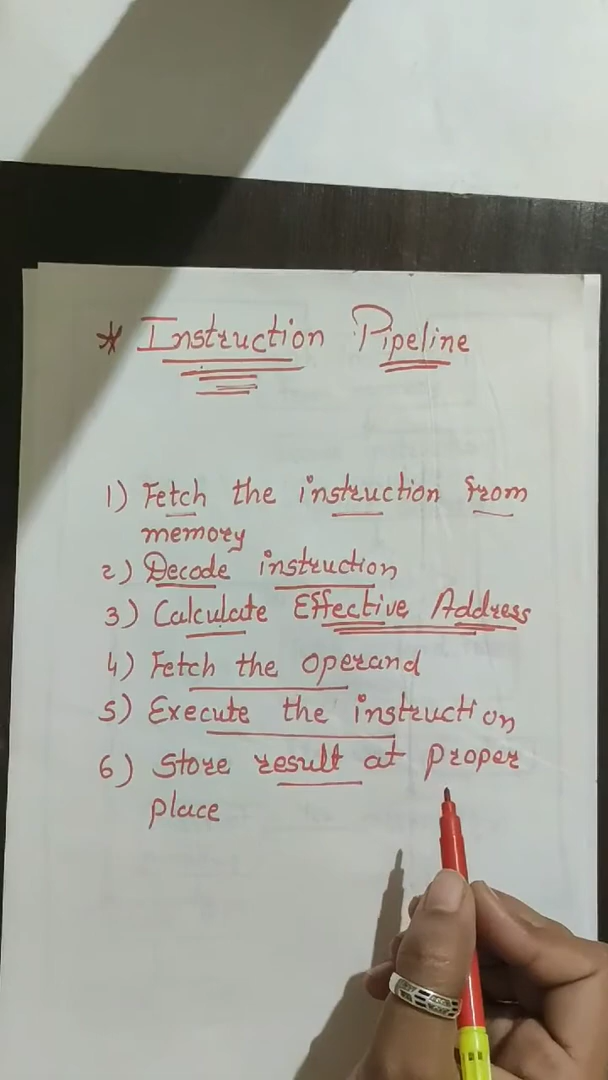 * Instruction Pipeline
1) Fetch the instruction from
memory
2) Decode instruction
3) Calculate Effective Address
4) Fetch the operand
5) Execute the instruction
6) Store result at proper
place